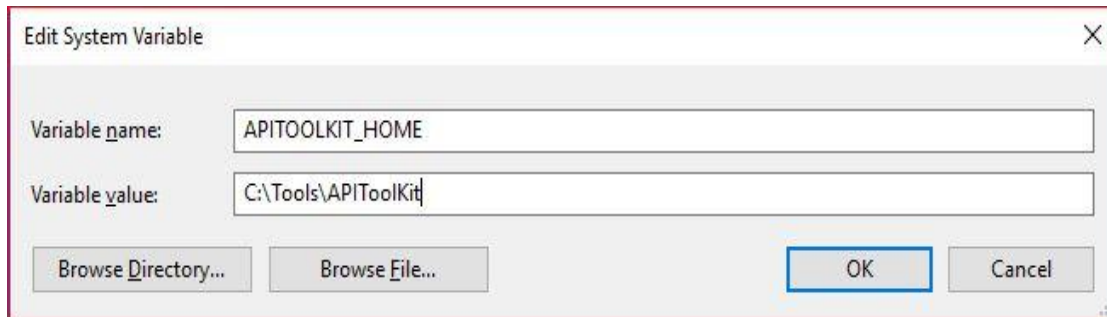 Edit System Variable
Variable name: APITOOLKIT_HOME
Variable value: C:\Tools\APIToolKit
Browse Directory... Browse File... OK Cancel